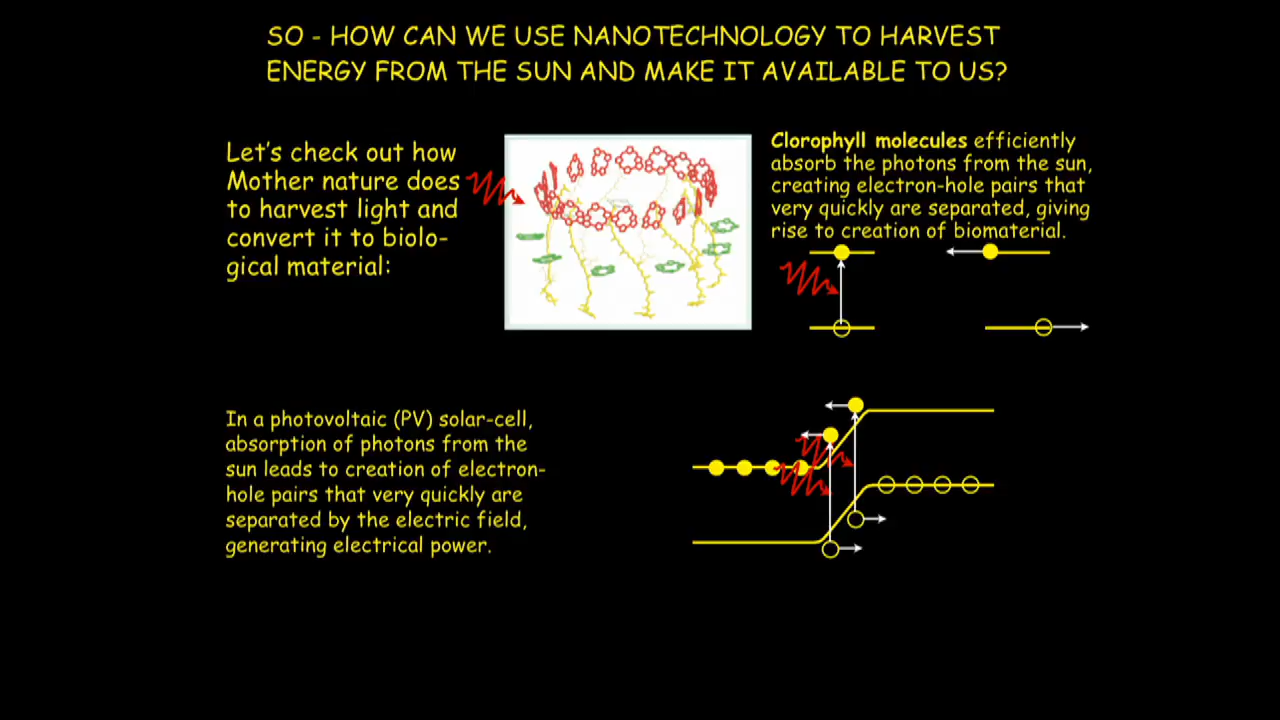 SO - HOW CAN WE USE NANOTECHNOLOGY TO HARVEST
ENERGY FROM THE SUN AND MAKE IT AVAILABLE TO US?
Let's check out how
Mother nature does
to harvest light and
convert it to biolo-
gical material:
Clorophyll molecules efficiently
absorb the photons from the sun,
creating electron-hole pairs that
very quickly are separated, giving
rise to creation of biomaterial.
In a photovoltaic (PV) solar-cell,
absorption of photons from the
sun leads to creation of electron-
hole pairs that very quickly are
separated by the electric field,
generating electrical power.